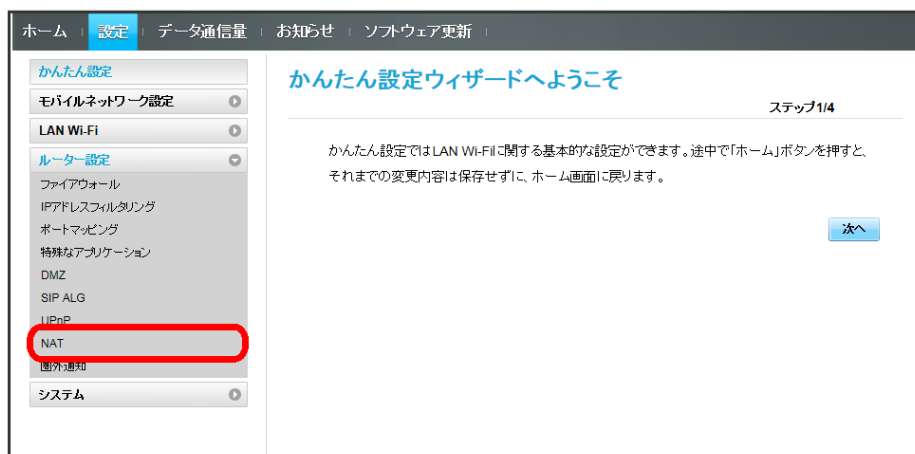 ホーム 設定 データ通信量 お知らせ ソフトウェア更新
かんたん設定
モバイルネットワーク設定
LAN Wi-Fi
ルーター設定
ファイアウォール
IPアドレスフィルタリング
ポートマッピング
特殊なアプリケーション
DMZ
SIP ALG
UPnP
NAT
圏外通知
システム
かんたん設定ウィザードへようこそ
ステップ1/4
かんたん設定ではLAN Wi-Fiに関する基本的な設定ができます。途中で「ホーム」ボタンを押すと、
それまでの変更内容は保存せずに、ホーム画面に戻ります。
次へ